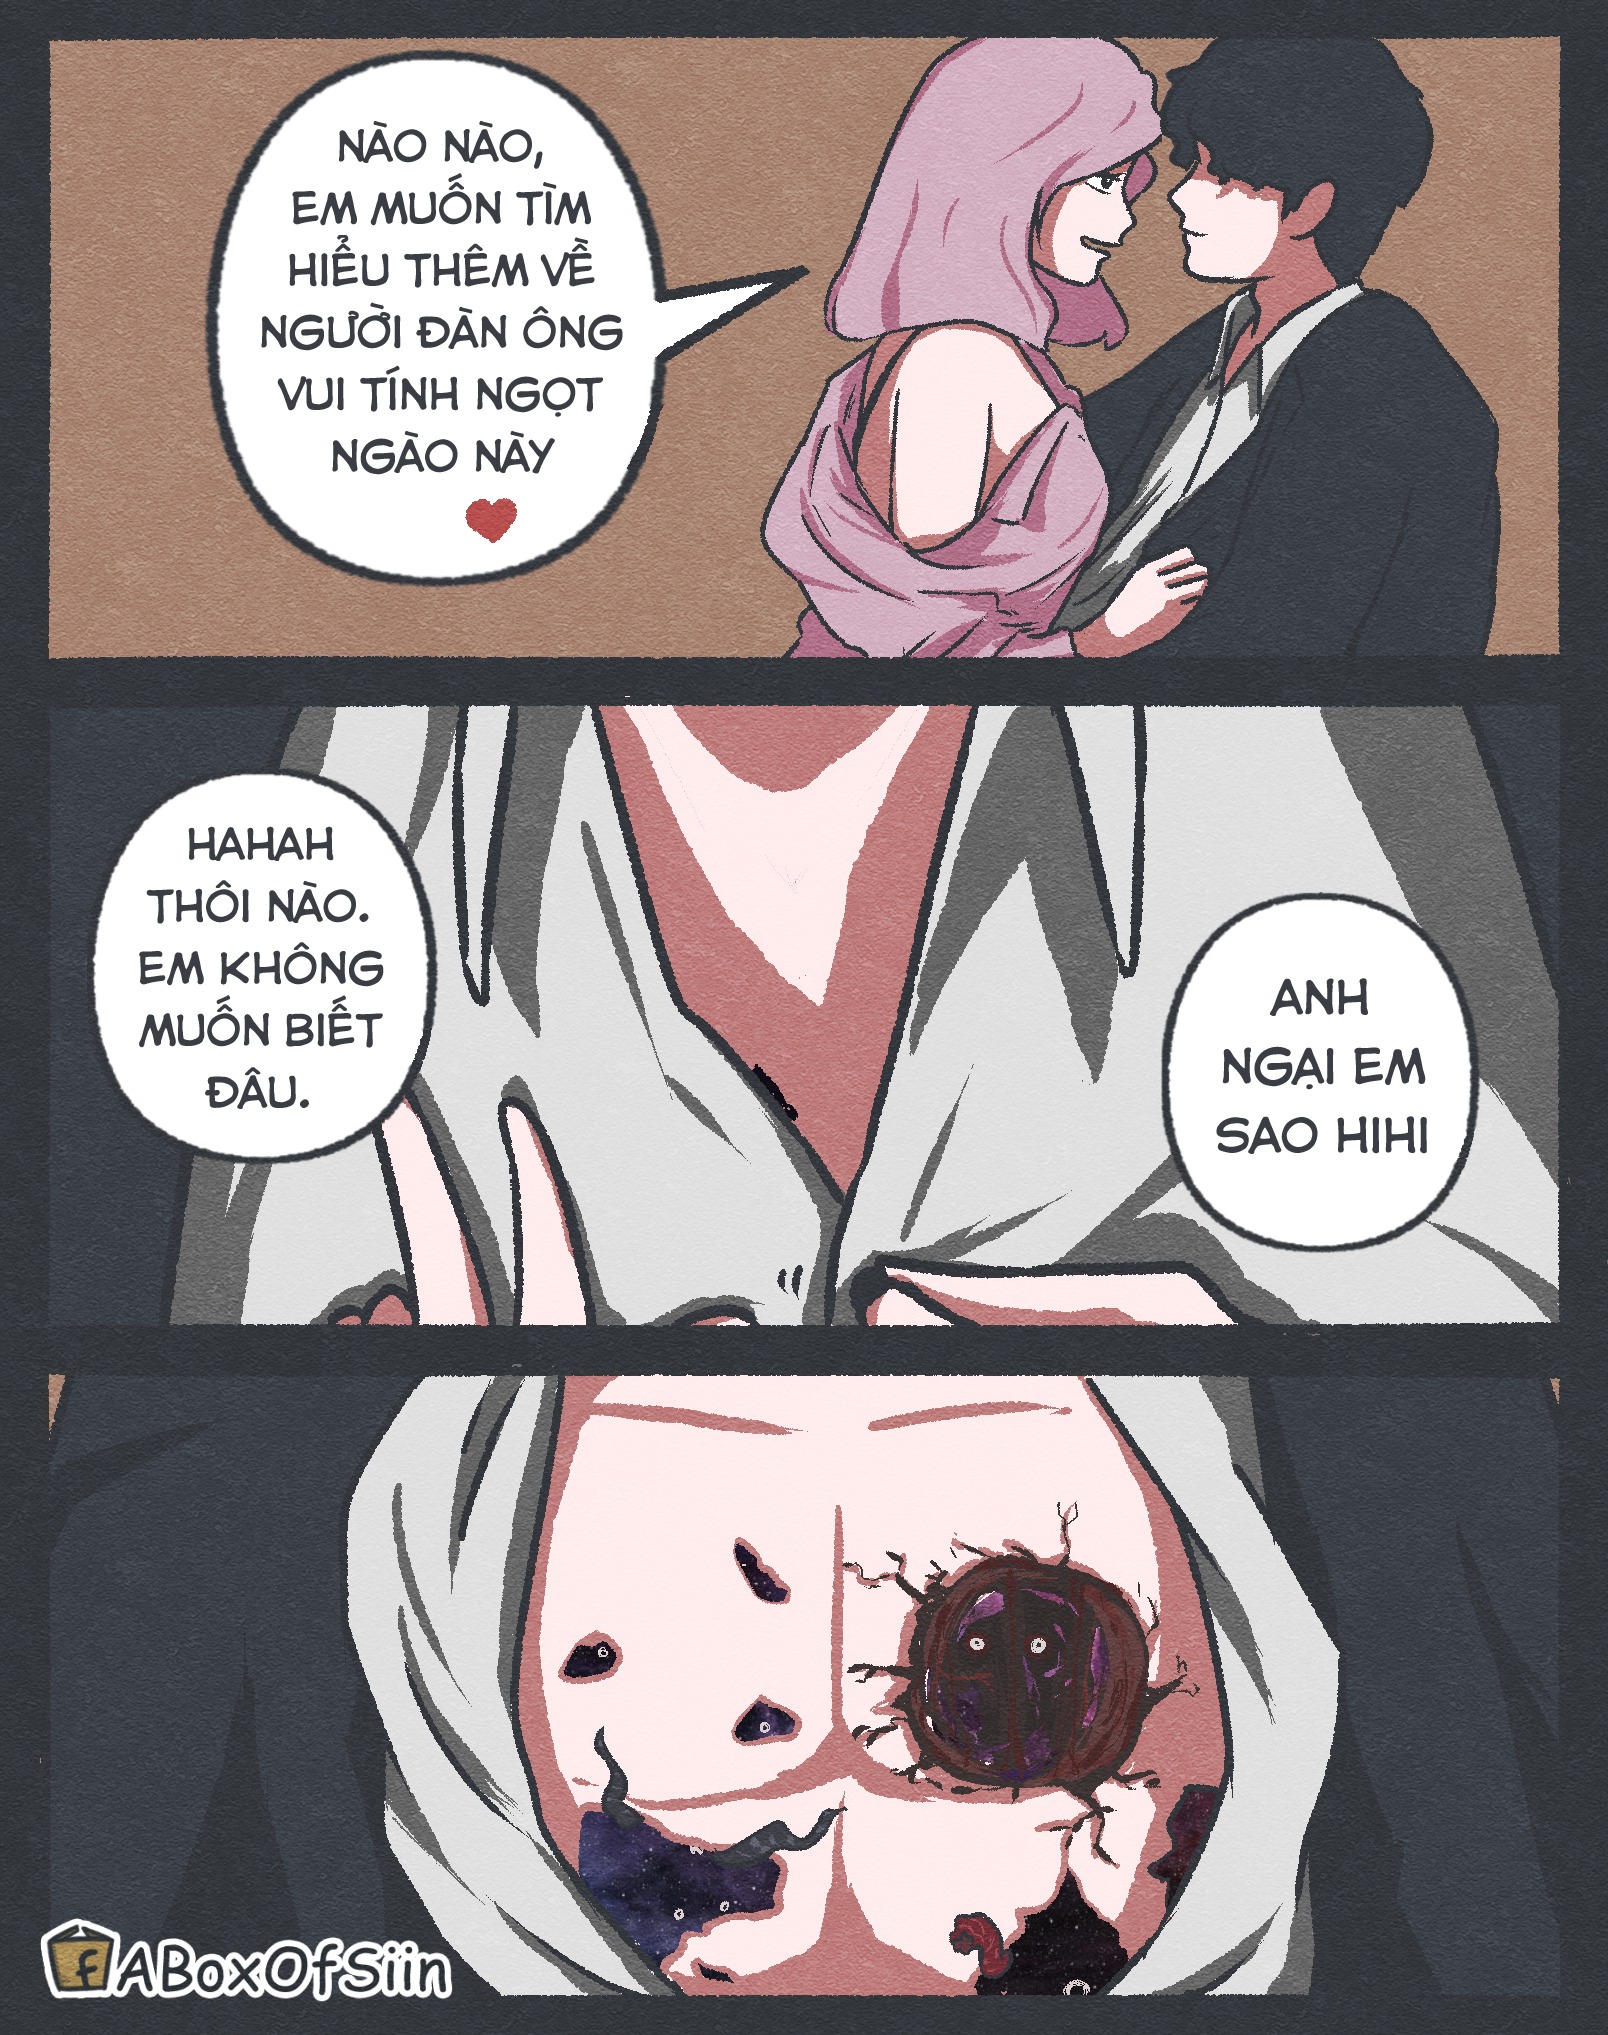 NÀO NÀO,
EM MUỐN TÌM
HIỂU THÊM VỀ
NGƯỜI ĐÀN ÔNG
VUI TÍNH NGỌT
NGÀO NÀY
HAHAH
THÔI NÀO.
EM KHÔNG
MUỐN BIẾT
ĐÂU.
ANH
NGẠI EM
SAO HIHI
f ABoxOfSiin